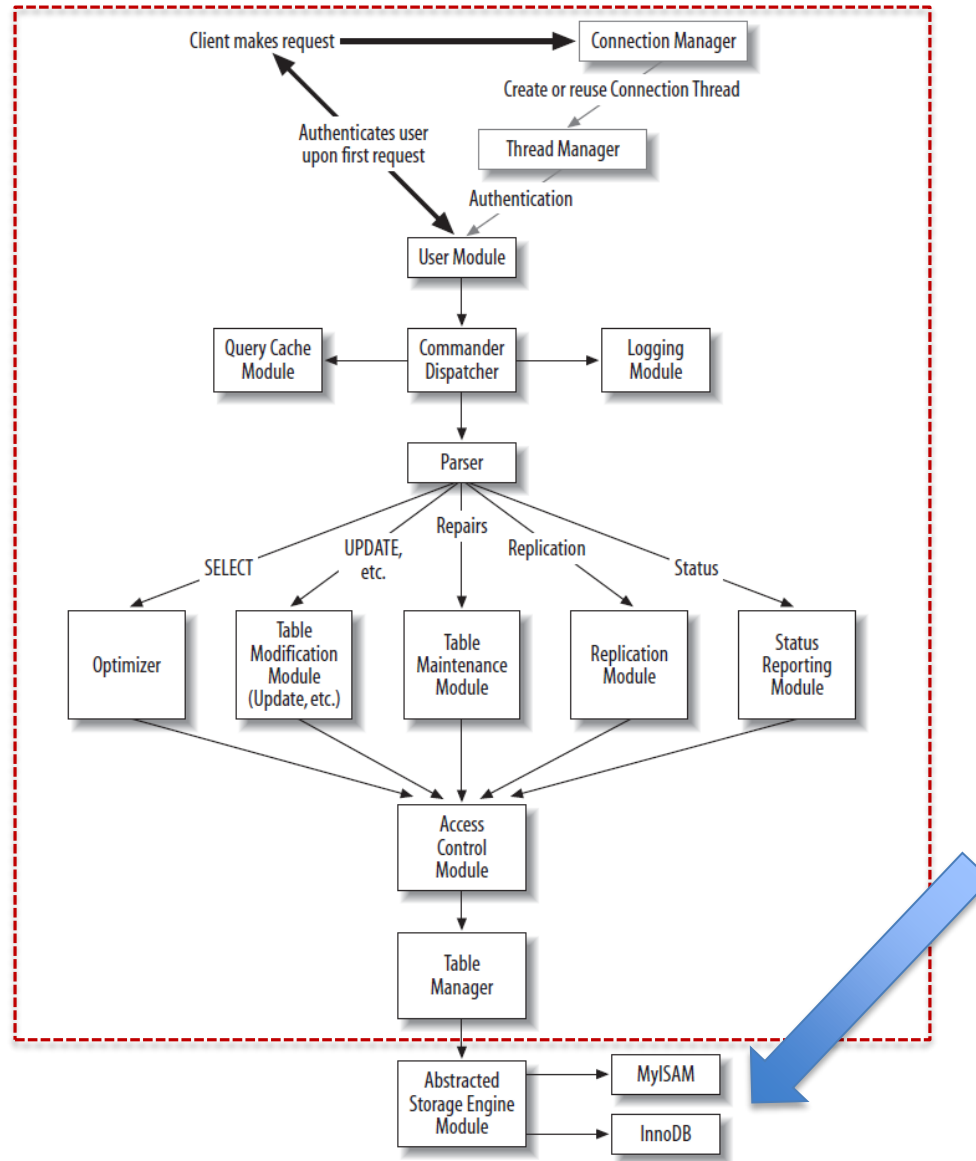 Client makes request
Connection Manager
Create or reuse Connection Thread
Authenticates user
upon first request
Thread Manager
Authentication
User Module
Query Cache
Module
Commander
Dispatcher
Logging
Module
Parser
SELECT
UPDATE,
etc.
Repairs
Replication
Status
Optimizer
Table
Modification
Module
(Update, etc.)
Table
Maintenance
Module
Replication
Module
Status
Reporting
Module
Access
Control
Module
Table
Manager
Abstracted
Storage Engine
Module
MyISAM
InnoDB